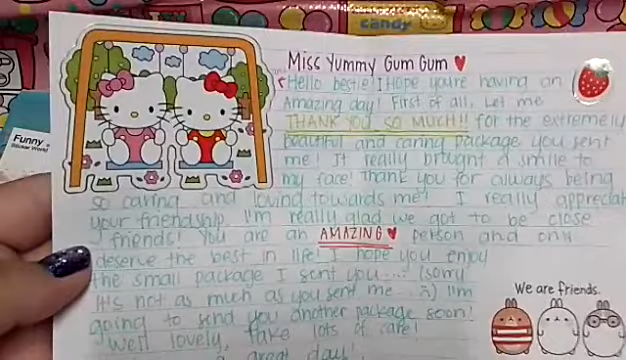 candy
Funny
Sticker World
Miss Yummy Gum Gum
Hello bestie! I Hope you're having an
Amazing day! First of all, Let me
THANK YOU SO MUCH!! for the extremely
beautiful and caring package you sent
me! It really brought a smile to
my face! Thank you for always being
so caring and loving towards me! I really appreciat
your friendship I'm really glad we got to be close
friends! You are an AMAZING person and only
deserve the best in life! I hope you enjoy
the small package I sent you.... (sorry
It's not as much as you sent me
I'm
going to send you another package soon!
Well lovely, take lots of care!
a great day!
We are friends.